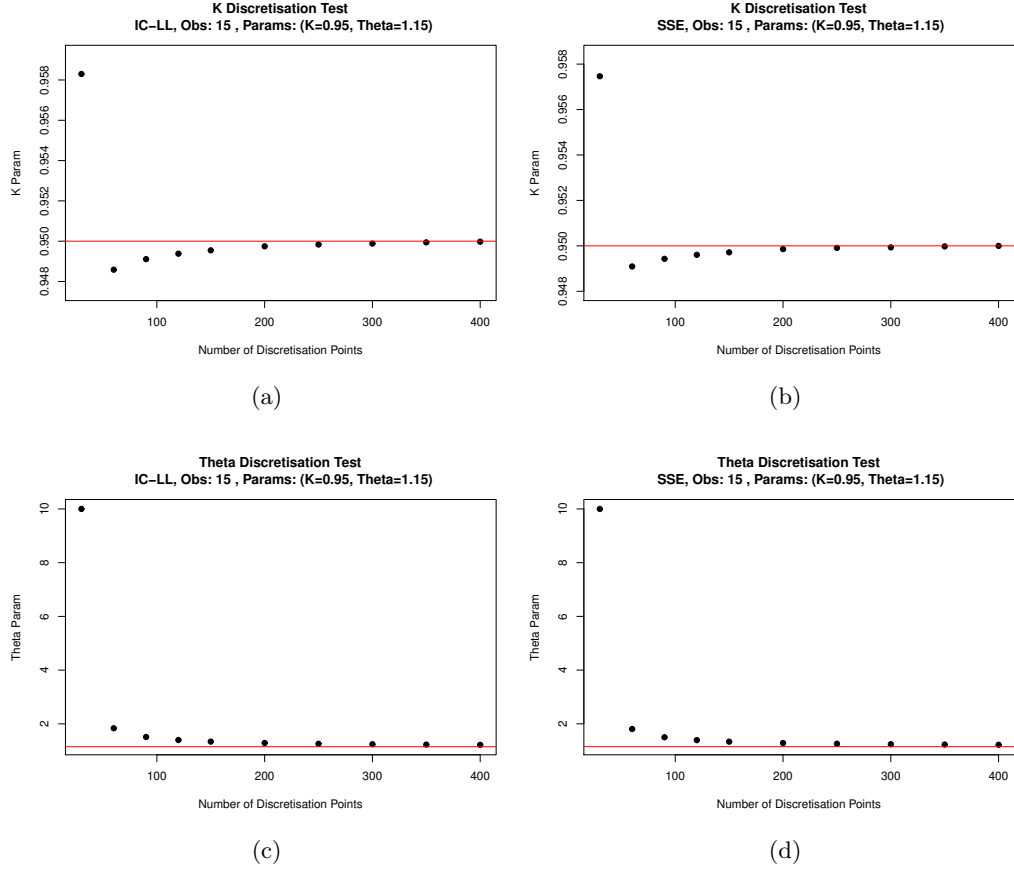 K Discretisation Test
IC−LL, Obs: 15 , Params: (K=0.95, Theta=1.15)
K Param
0.958
0.956
0.954
0.952
0.950
0.948
100 200 300 400
Number of Discretisation Points
(a)
K Discretisation Test
SSE, Obs: 15 , Params: (K=0.95, Theta=1.15)
K Param
0.958
0.956
0.954
0.952
0.950
0.948
100 200 300 400
Number of Discretisation Points
(b)
Theta Discretisation Test
IC−LL, Obs: 15 , Params: (K=0.95, Theta=1.15)
Theta Param
10
8
6
4
2
100 200 300 400
Number of Discretisation Points
(c)
Theta Discretisation Test
SSE, Obs: 15 , Params: (K=0.95, Theta=1.15)
Theta Param
10
8
6
4
2
100 200 300 400
Number of Discretisation Points
(d)